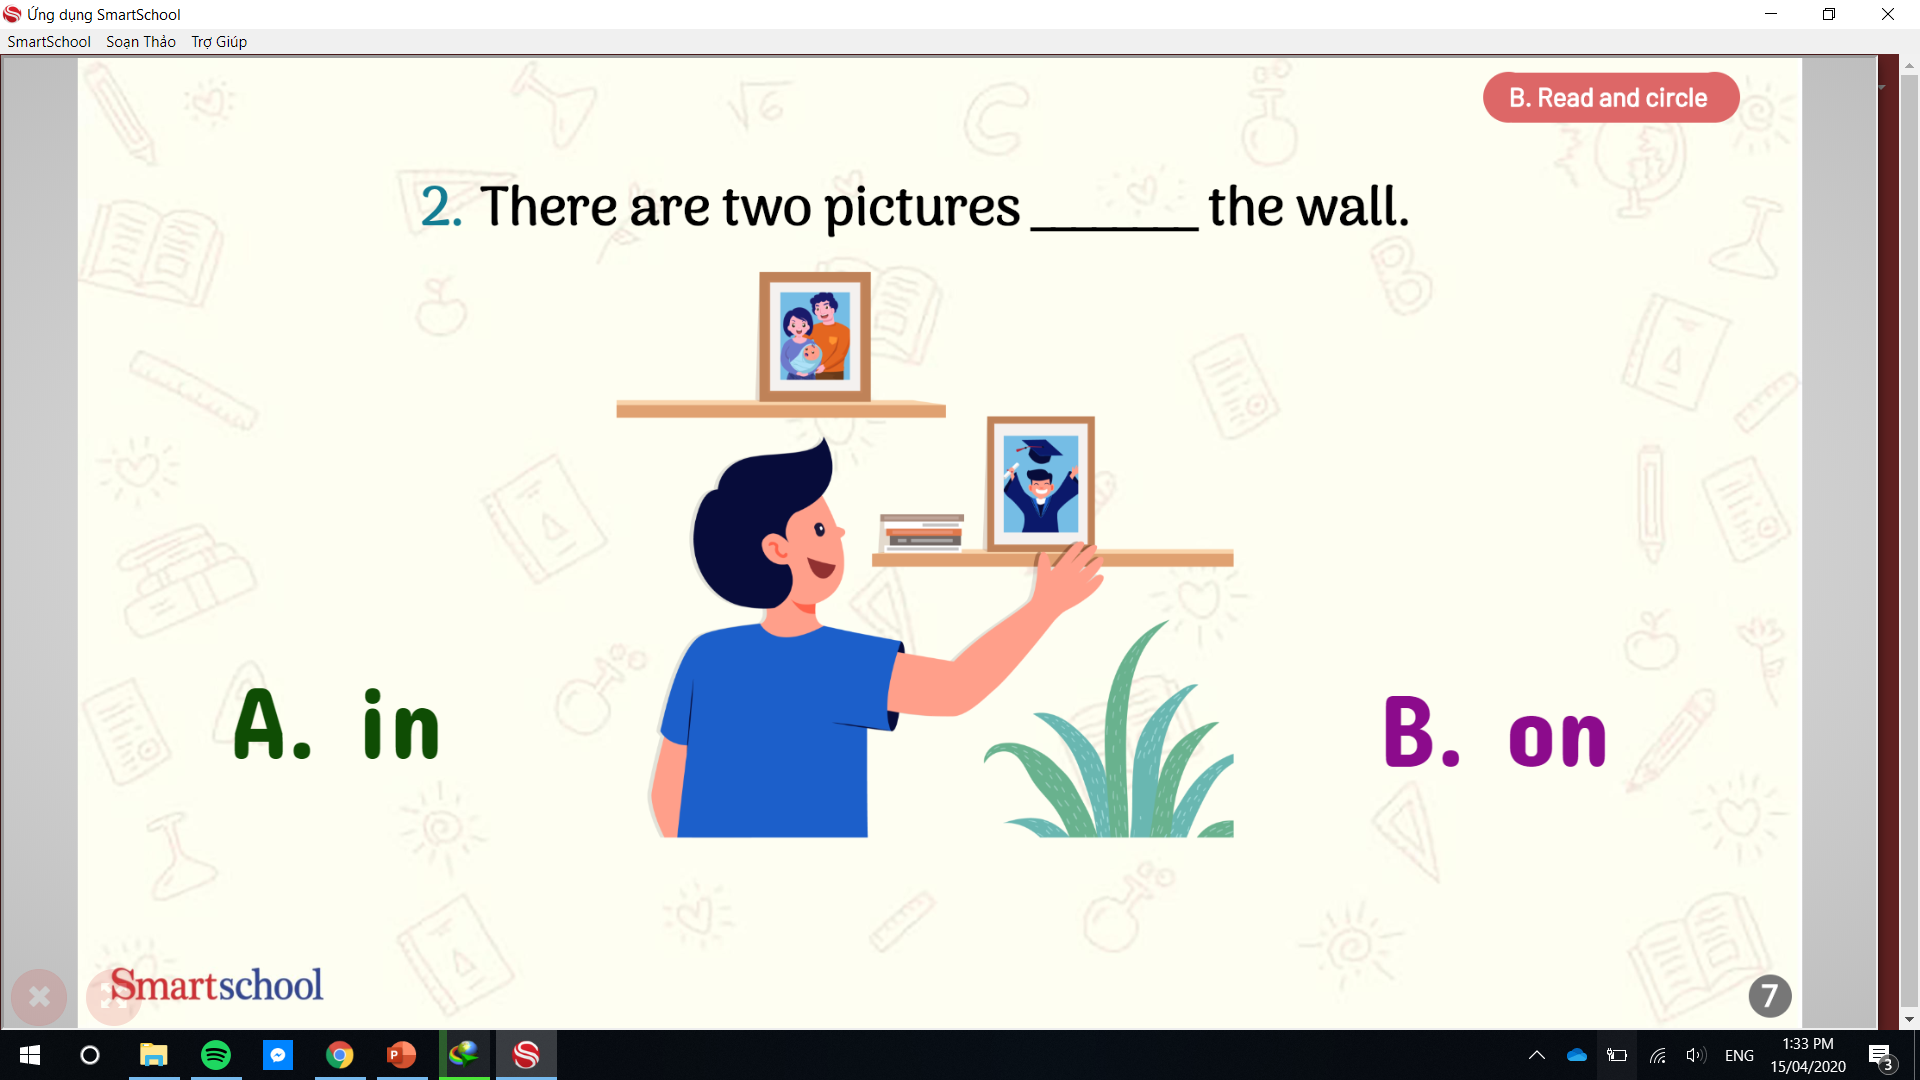 Ứng dụng SmartSchool
SmartSchool Soạn Thảo Trợ Giúp
B. Read and circle
2. There are two pictures ______ the wall.
A. in
B. on
Smartschool
7
ENG
1:33 PM
15/04/2020
3